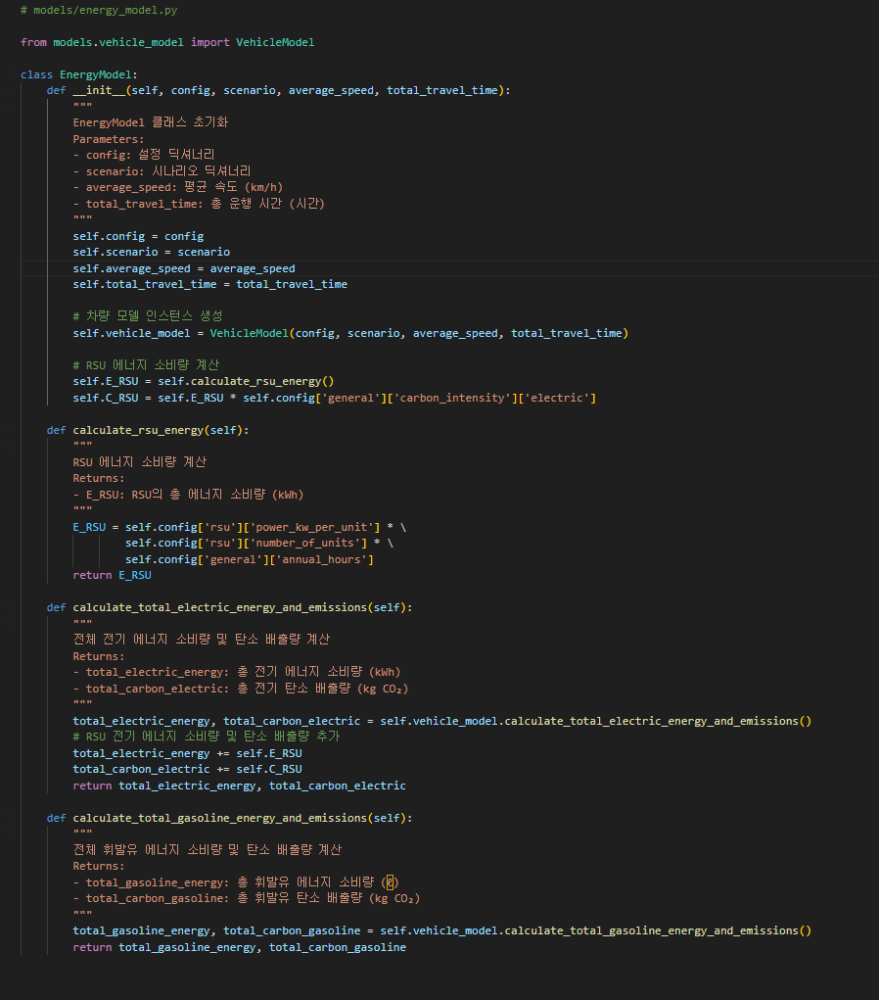 # models/energy_model.py
from models.vehicle_model import VehicleModel
class EnergyModel:
def __init__(self, config, scenario, average_speed, total_travel_time):
"""
EnergyModel 클래스 초기화
Parameters:
- config: 설정 딕셔너리
- scenario: 시나리오 딕셔너리
- average_speed: 평균 속도 (km/h)
- total_travel_time: 총 운행 시간 (시간)
"""
self.config = config
self.scenario = scenario
self.average_speed = average_speed
self.total_travel_time = total_travel_time
# 차량 모델 인스턴스 생성
self.vehicle_model = VehicleModel(config, scenario, average_speed, total_travel_time)
# RSU 에너지 소비량 계산
self.E_RSU = self.calculate_rsu_energy()
self.C_RSU = self.E_RSU * self.config['general']['carbon_intensity']['electric']
def calculate_rsu_energy(self):
"""
RSU 에너지 소비량 계산
Returns:
- E_RSU: RSU의 총 에너지 소비량 (kWh)
"""
E_RSU = self.config['rsu']['power_kw_per_unit'] * \
self.config['rsu']['number_of_units'] * \
self.config['general']['annual_hours']
return E_RSU
def calculate_total_electric_energy_and_emissions(self):
"""
전체 전기 에너지 소비량 및 탄소 배출량 계산
Returns:
- total_electric_energy: 총 전기 에너지 소비량 (kWh)
- total_carbon_electric: 총 전기 탄소 배출량 (kg CO₂)
"""
total_electric_energy, total_carbon_electric = self.vehicle_model.calculate_total_electric_energy_and_emissions()
# RSU 전기 에너지 소비량 및 탄소 배출량 추가
total_electric_energy += self.E_RSU
total_carbon_electric += self.C_RSU
return total_electric_energy, total_carbon_electric
def calculate_total_gasoline_energy_and_emissions(self):
"""
전체 휘발유 에너지 소비량 및 탄소 배출량 계산
Returns:
- total_gasoline_energy: 총 휘발유 에너지 소비량 (ℓ)
- total_carbon_gasoline: 총 휘발유 탄소 배출량 (kg CO₂)
"""
total_gasoline_energy, total_carbon_gasoline = self.vehicle_model.calculate_total_gasoline_energy_and_emissions()
return total_gasoline_energy, total_carbon_gasoline